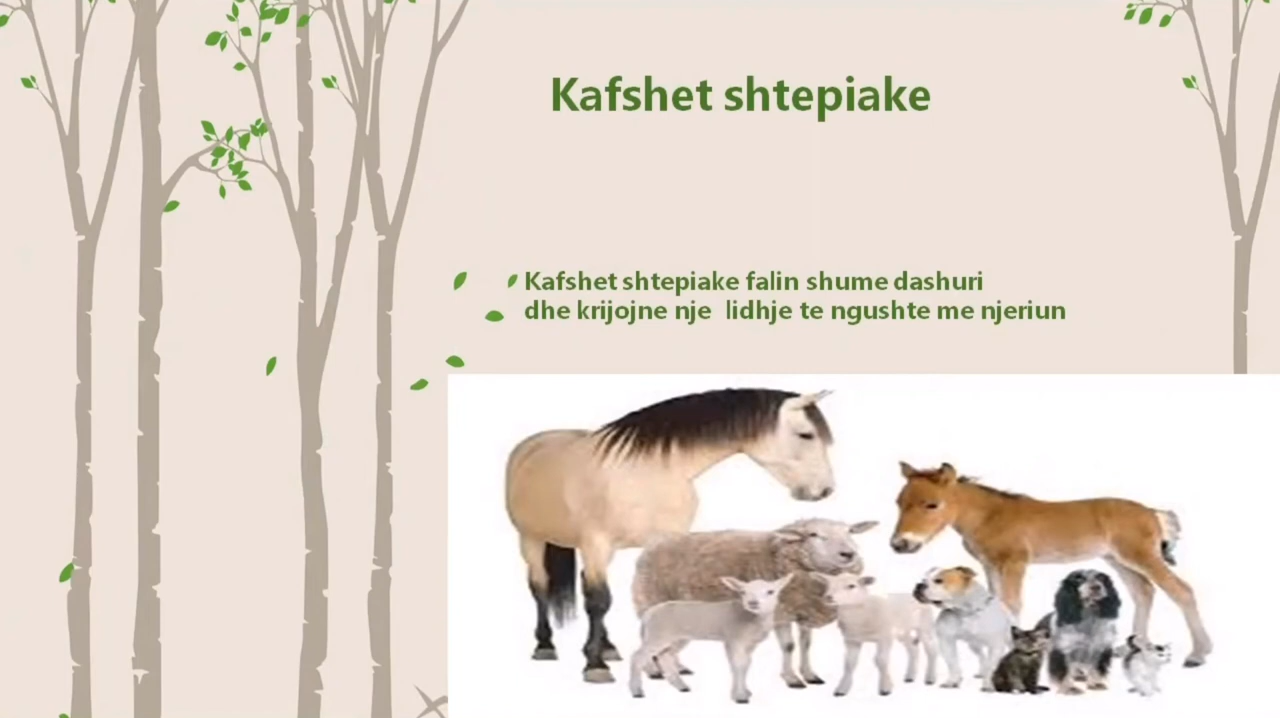 Kafshet shtepiake
Kafshet shtepiake falin shume dashuri
dhe krijojne nje lidhje te ngushte me njeriun